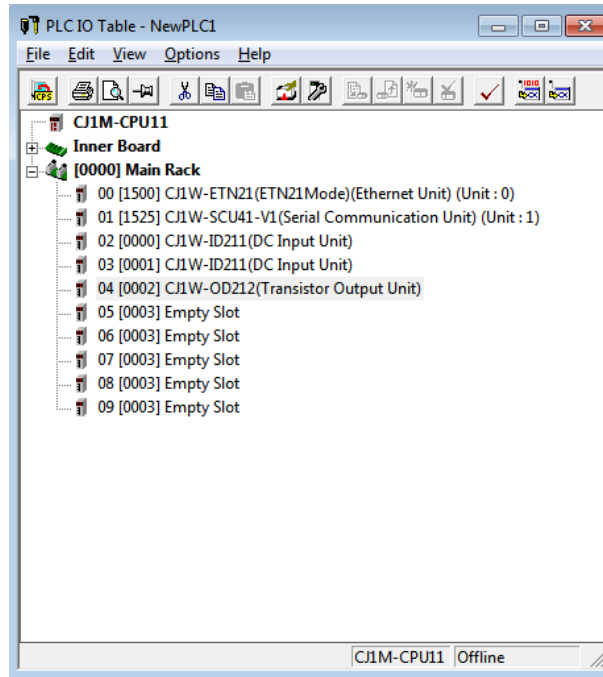 PLC IO Table - NewPLC1
File Edit View Options Help
CPS
1010
CJ1M-CPU11
Inner Board
[0000] Main Rack
00 [1500] CJ1W-ETN21(ETN21Mode)(Ethernet Unit) (Unit : 0)
01 [1525] CJ1W-SCU41-V1(Serial Communication Unit) (Unit : 1)
02 [0000] CJ1W-ID211(DC Input Unit)
03 [0001] CJ1W-ID211(DC Input Unit)
04 [0002] CJ1W-OD212(Transistor Output Unit)
05 [0003] Empty Slot
06 [0003] Empty Slot
07 [0003] Empty Slot
08 [0003] Empty Slot
09 [0003] Empty Slot
CJ1M-CPU11 Offline